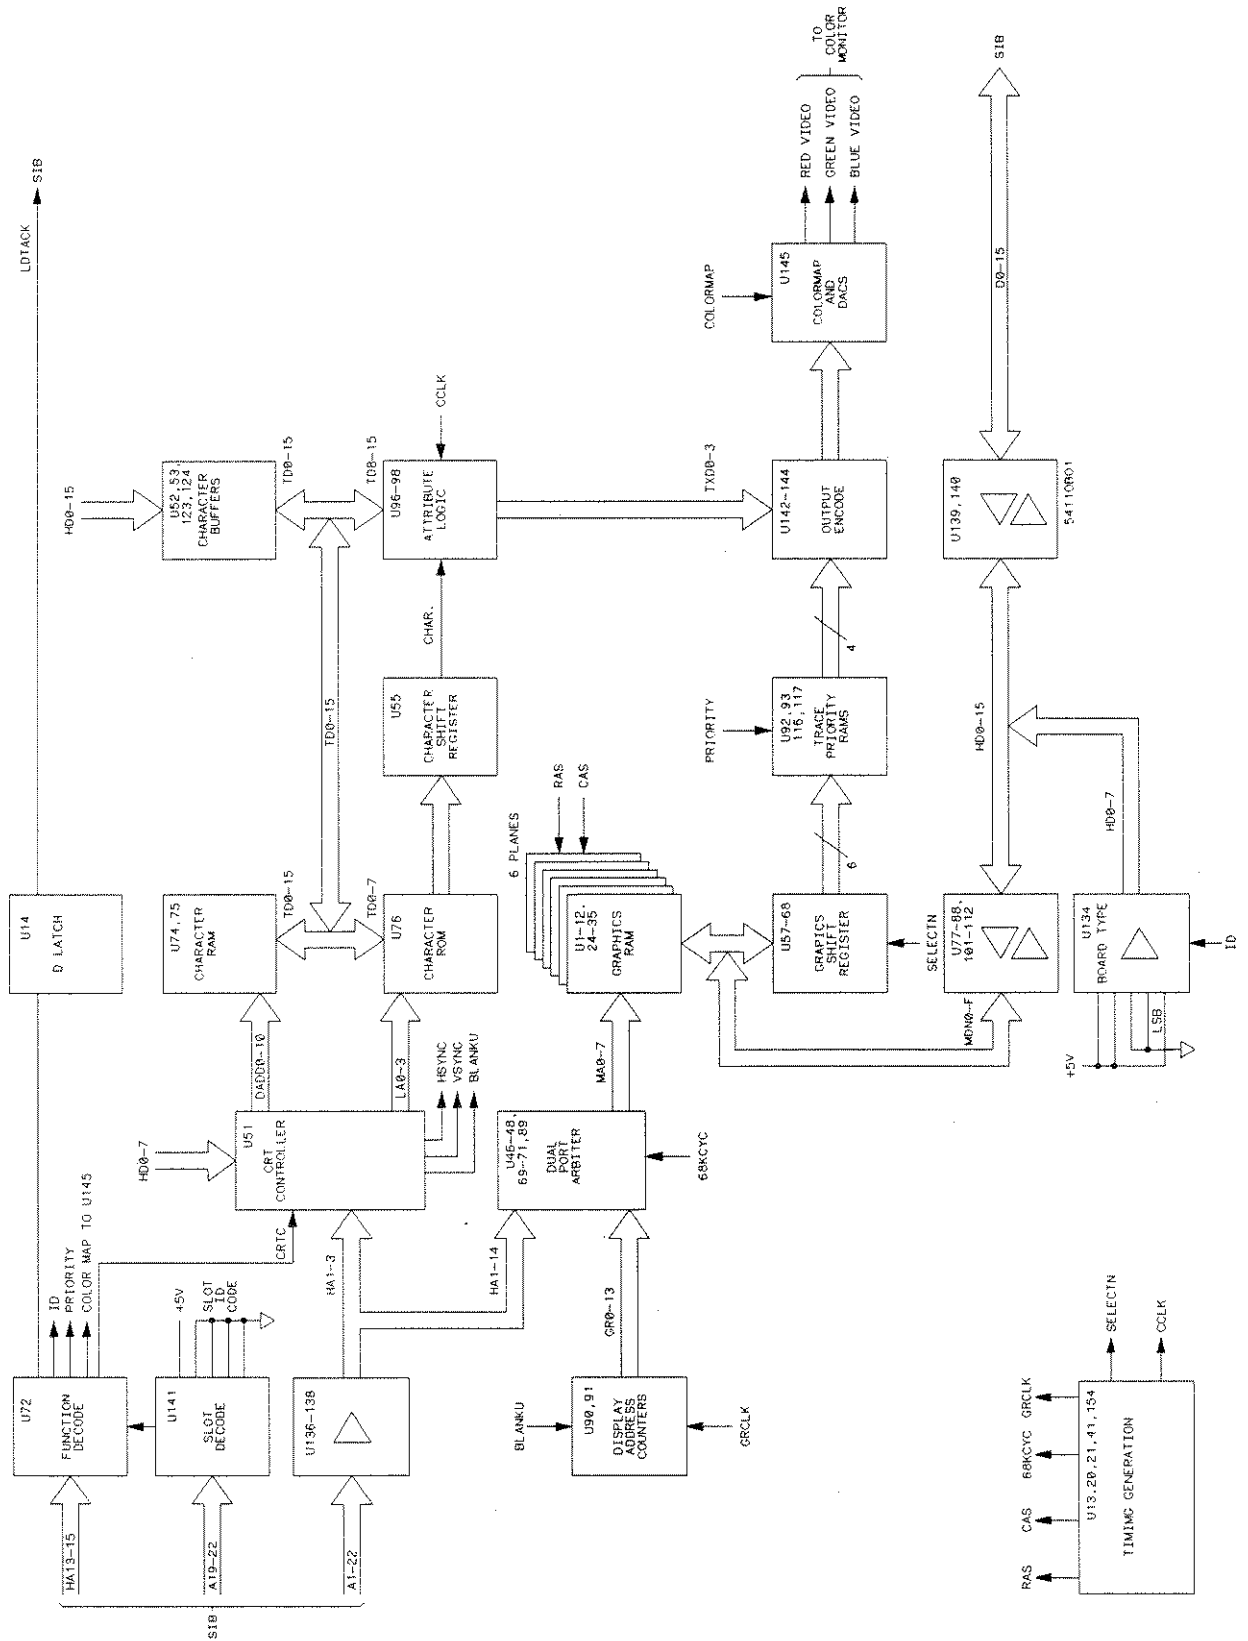 LDTACK
SIB
U14
D LATCH
HD0-15
U52,53,
123,124
CHARACTER
BUFFERS
TD0-15
TD8-15
U96-98
ATTRIBUTE
LOGIC
CCLK
CHAR.
U55
CHARACTER
SHIFT
REGISTER
TD0-15
U74,75
CHARACTER
RAM
TD0-15
TD0-7
U76
CHARACTER
ROM
DADD0-10
LA0-3
HD0-7
U51
CRT
CONTROLLER
HSYNC
VSYNC
BLANKU
CRTC
HA1-3
U72
FUNCTION
DECODE
ID
PRIORITY
COLOR MAP TO U145
U141
SLOT
DECODE
+5V
SLOT
ID
CODE
U136-138
HA13-15
A19-22
A1-22
SIB
HA1-14
U46-48,
69-71,89
DUAL
PORT
ARBITER
68KCYC
GR0-13
BLANKU
U90,91
DISPLAY
ADDRESS
COUNTERS
GRCLK
MA0-7
6 PLANES
RAS
CAS
U1-12,
24-35
GRAPHICS
RAM
U57-68
GRAPICS
SHIFT
REGISTER
SELECTN
6
PRIORITY
U92,93
116,117
TRACE
PRIORITY
RAMS
4
TXD0-3
U142-144
OUTPUT
ENCODE
COLORMAP
U145
COLORMAP
AND
DACS
RED VIDEO
GREEN VIDEO
BLUE VIDEO
TO
COLOR
MONITOR
MDN0-F
U77-88,
101-112
HD0-15
U139,140
54110B01
D0-15
SIB
HD0-7
U134
BOARD TYPE
+5V
LSB
ID
RAS
CAS
68KCYC
GRCLK
U13,20,21,41,154
TIMIMG GENERATION
SELECTN
CCLK